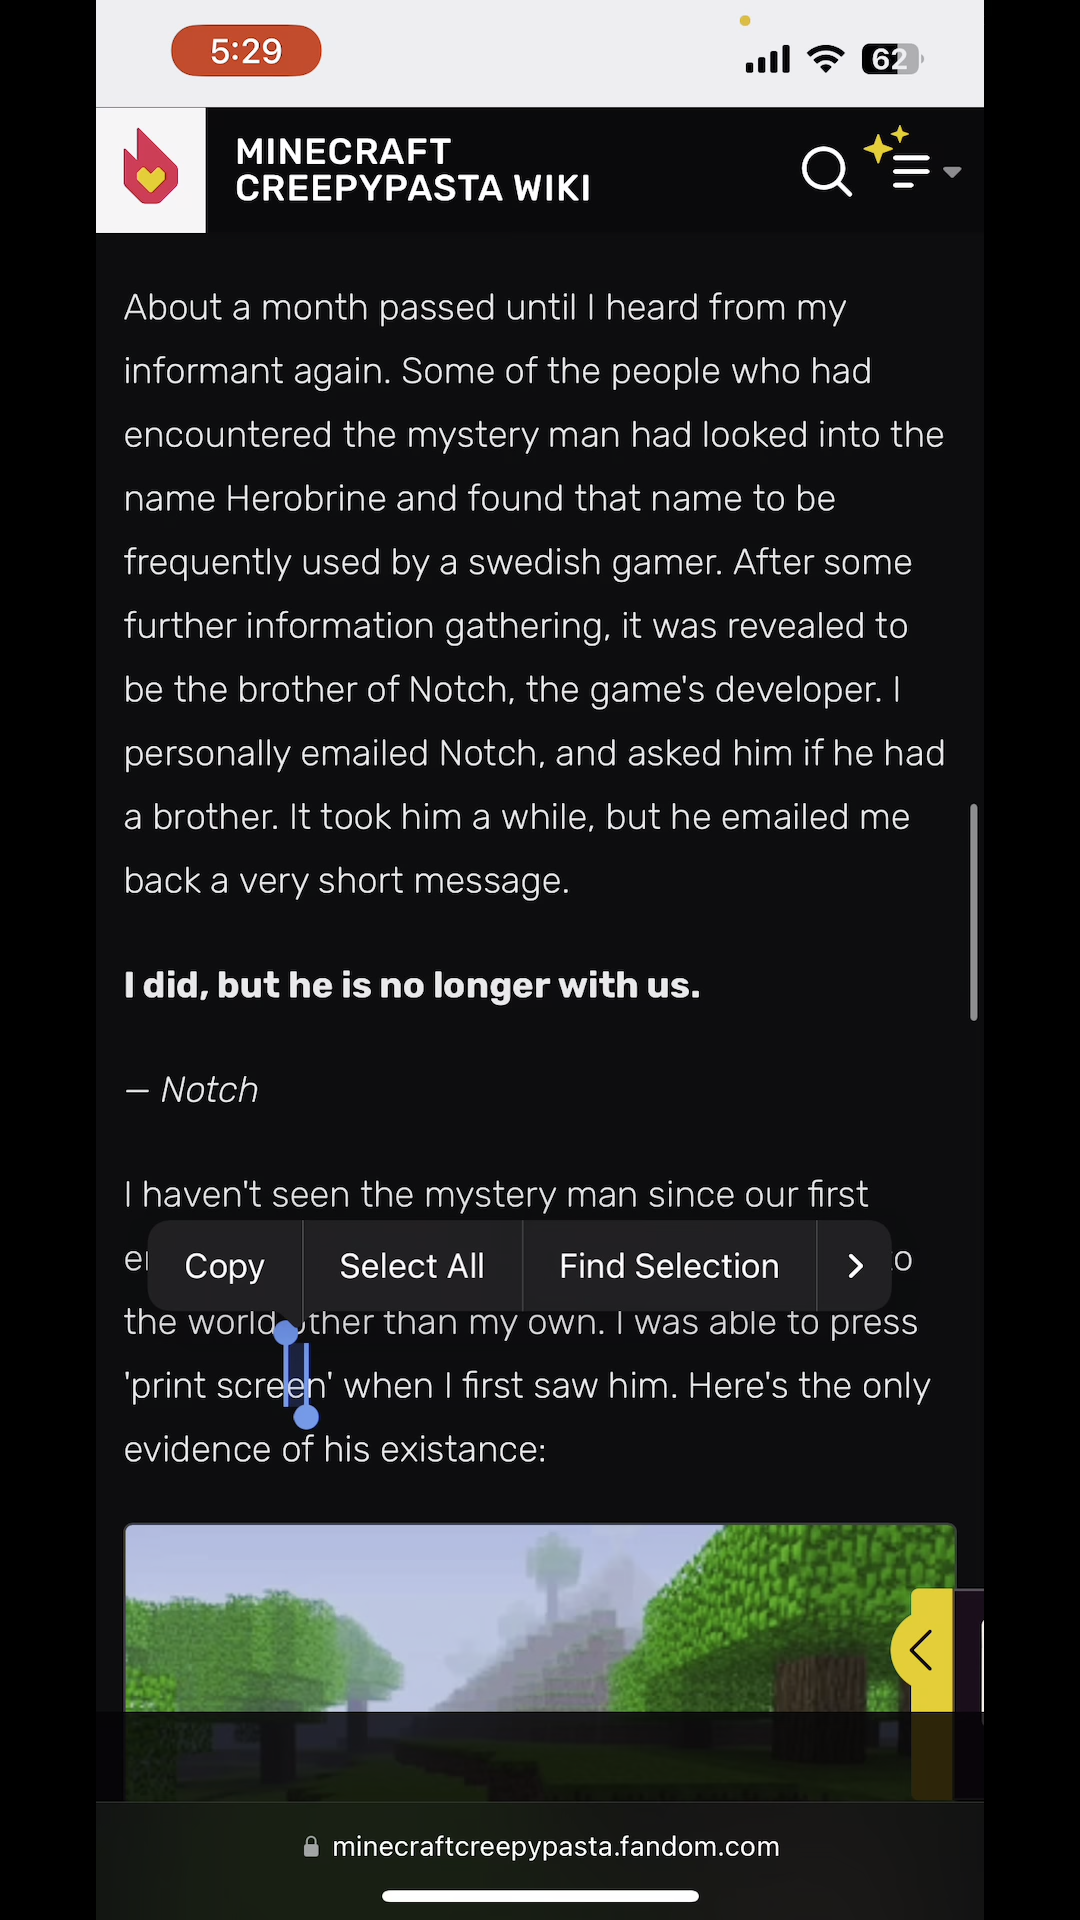 5:29
62
MINECRAFT
CREEPYPASTA WIKI
About a month passed until I heard from my
informant again. Some of the people who had
encountered the mystery man had looked into the
name Herobrine and found that name to be
frequently used by a swedish gamer. After some
further information gathering, it was revealed to
be the brother of Notch, the game's developer. I
personally emailed Notch, and asked him if he had
a brother. It took him a while, but he emailed me
back a very short message.
I did, but he is no longer with us.
– Notch
I haven't seen the mystery man since our first
Copy Select All Find Selection
the world other than my own. I was able to press
'print screen' when I first saw him. Here's the only
evidence of his existance:
minecraftcreepypasta.fandom.com